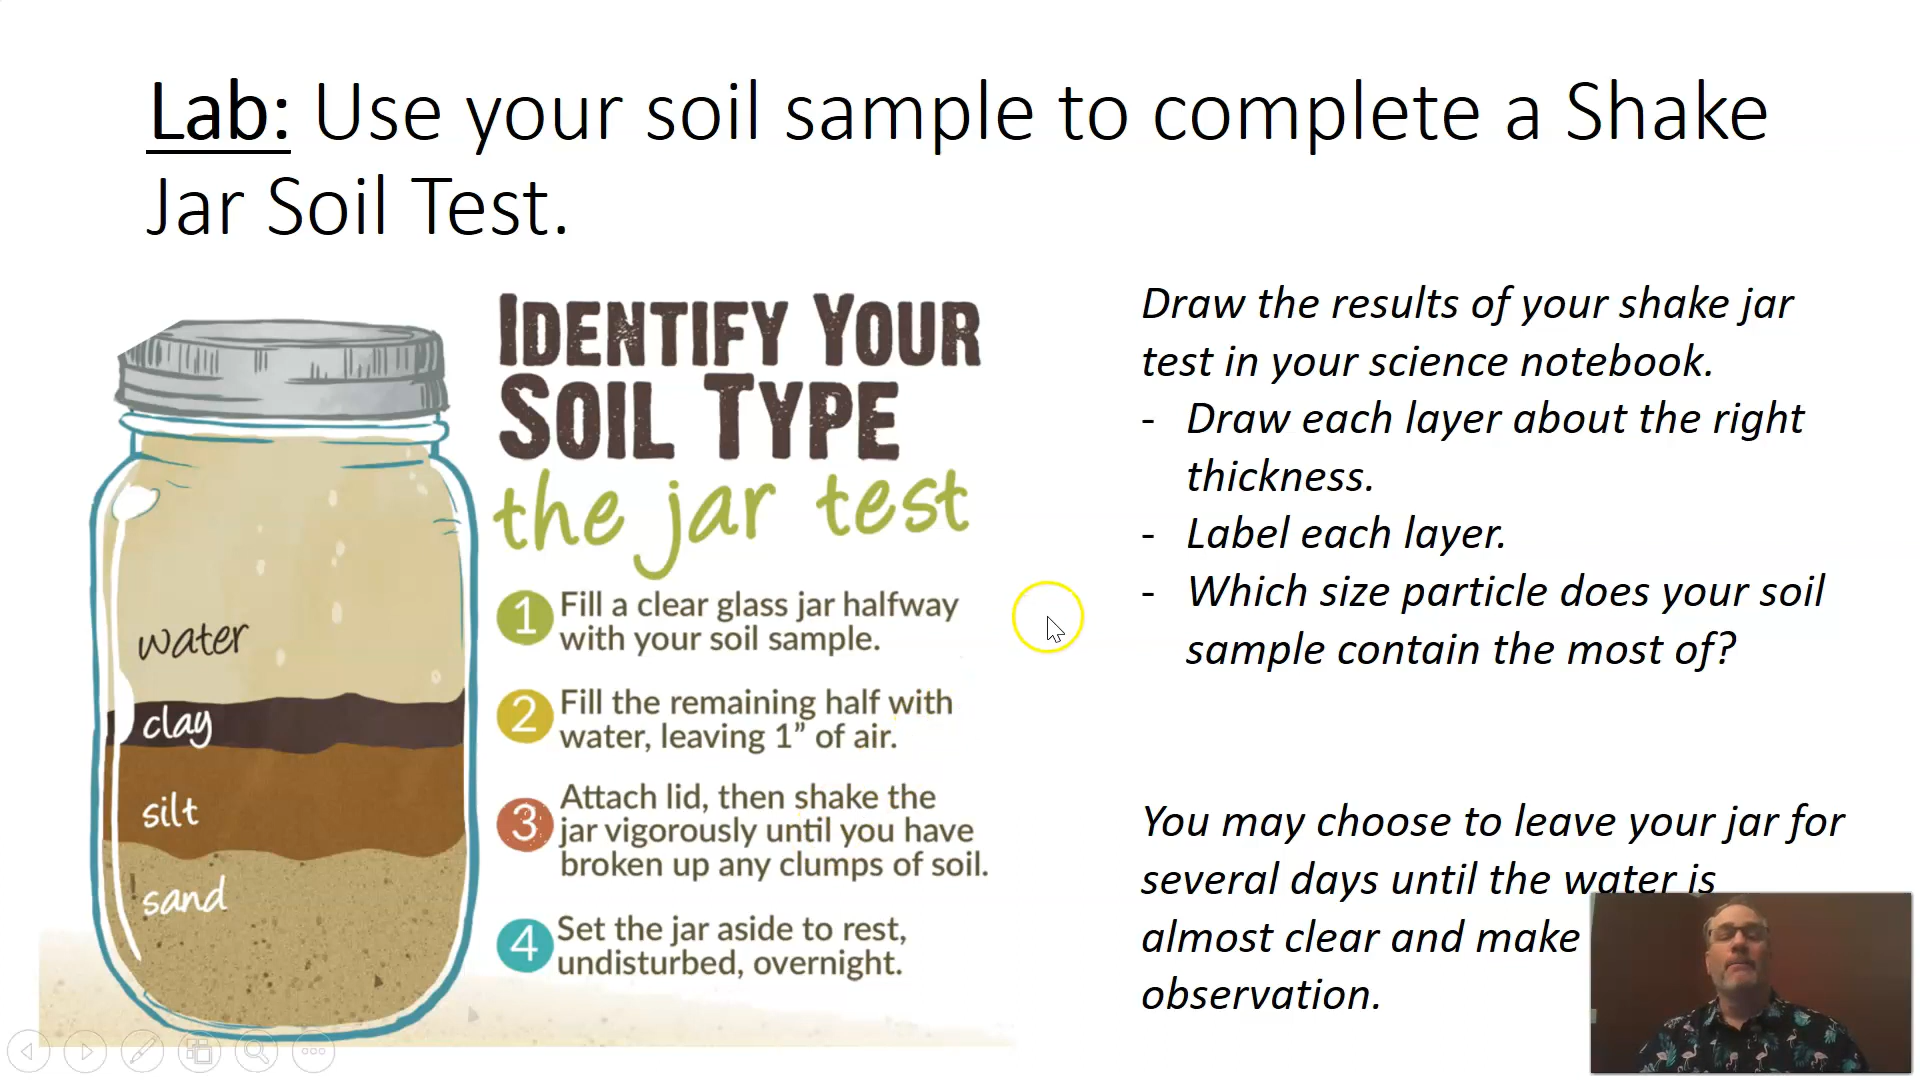 Lab: Use your soil sample to complete a Shake
Jar Soil Test.
IDENTIFY YOUR
SOIL TYPE
the jar test
water
clay
silt
sand
1 Fill a clear glass jar halfway
with your soil sample.
2 Fill the remaining half with
water, leaving 1” of air.
3 Attach lid, then shake the
jar vigorously until you have
broken up any clumps of soil.
4 Set the jar aside to rest,
undisturbed, overnight.
Draw the results of your shake jar
test in your science notebook.
- Draw each layer about the right
thickness.
- Label each layer.
- Which size particle does your soil
sample contain the most of?
You may choose to leave your jar for
several days until the water is
almost clear and make
observation.